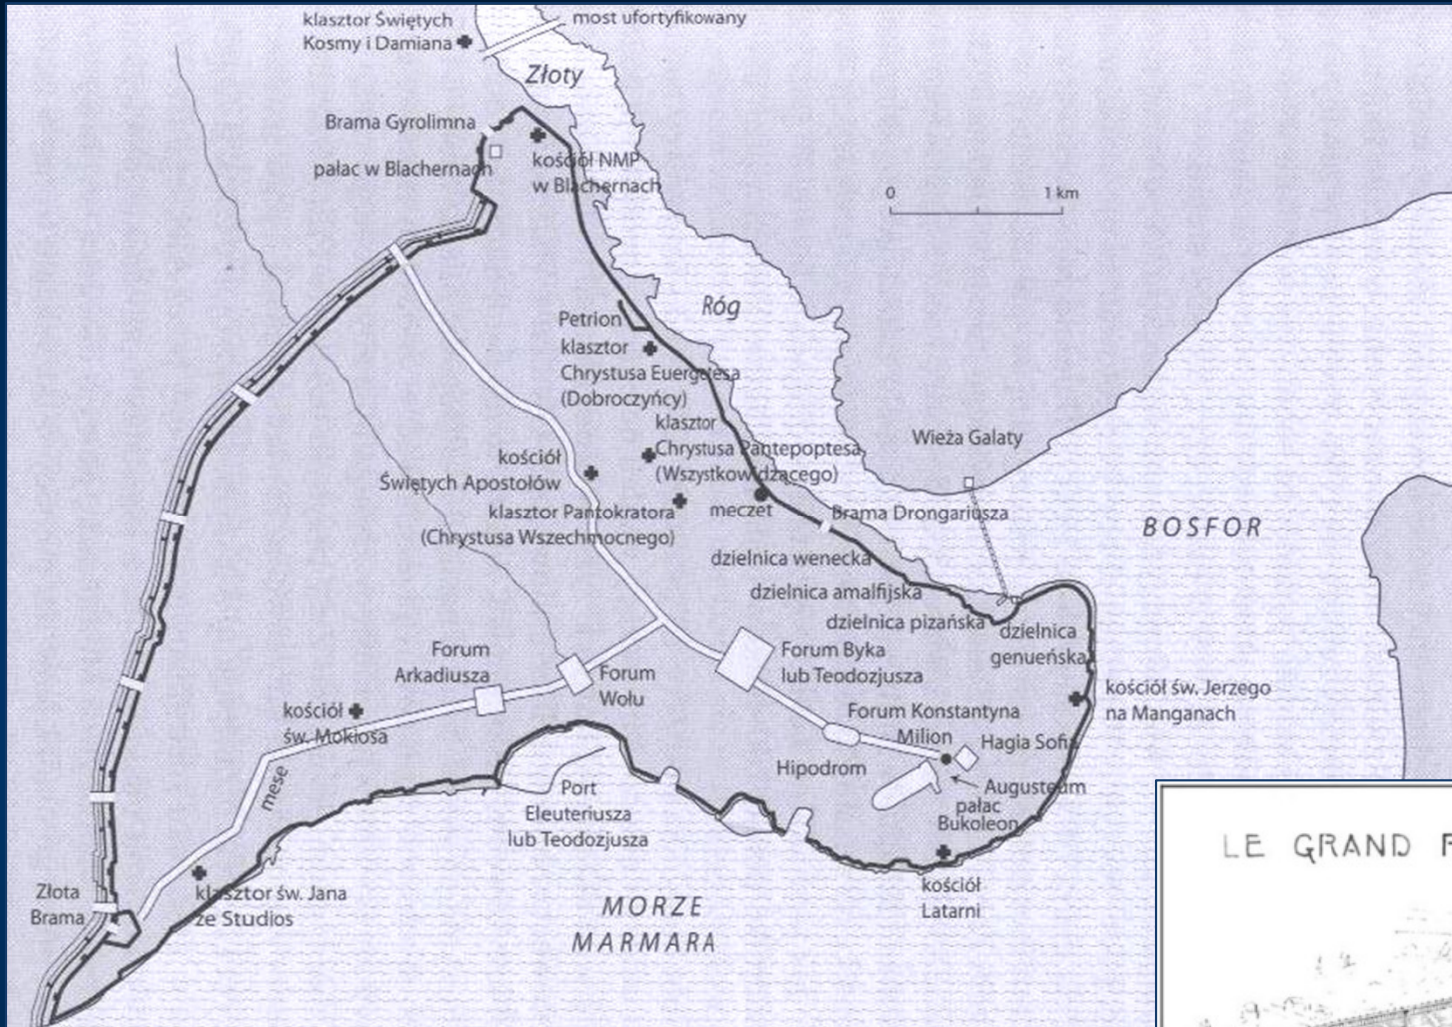 klasztor Świętych
Kosmy i Damiana
most ufortyfikowany
Złoty
Brama Gyrolimna
pałac w Blachernach
kościół NMP
w Blachernach
0 1 km
Róg
Petrion
klasztor
Chrystusa Euergetesa
(Dobroczyńcy)
klasztor
Chrystusa Pantepoptesa
(Wszystkowidzącego)
Wieża Galaty
kościół
Świętych Apostołów
klasztor Pantokratora
(Chrystusa Wszechmocnego)
meczet
Brama Drongariusza
BOSFOR
dzielnica wenecka
dzielnica amalfijska
dzielnica pizańska
dzielnica
genueńska
Forum
Arkadiusza
Forum
Wołu
Forum Byka
lub Teodozjusza
kościół św. Jerzego
na Manganach
kościół
św. Mokiosa
Forum Konstantyna
Milion
Hagia Sofia
Hipodrom
mese
Augusteum
pałac
Bukoleon
Port
Eleuteriusza
lub Teodozjusza
Złota
Brama
klasztor św. Jana
ze Studios
kościół
Latarni
MORZE
MARMARA
LE GRAND